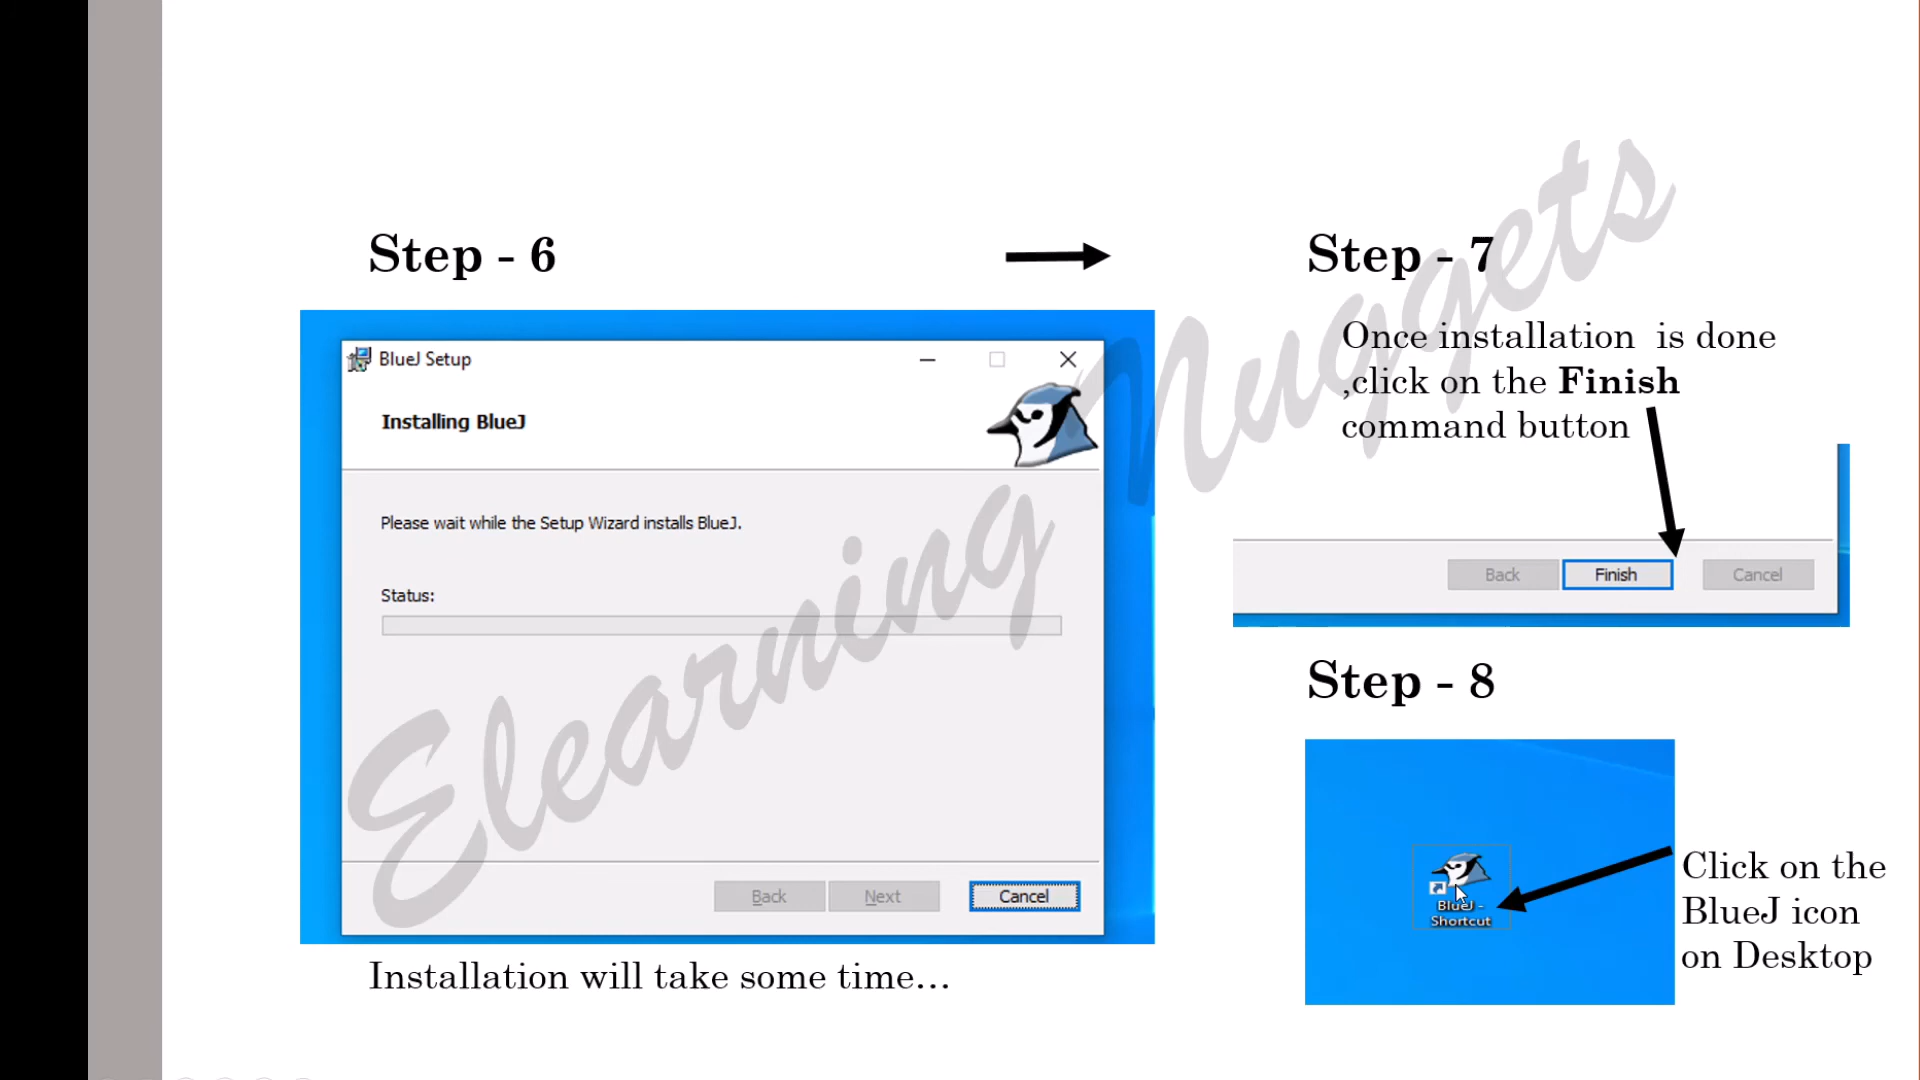 Step - 6
BlueJ Setup
Installing BlueJ
Please wait while the Setup Wizard installs BlueJ.
Status:
Back Next Cancel
Installation will take some time...
Step - 7
Once installation is done
,click on the Finish
command button
Back Finish Cancel
Step - 8
BlueJ -
Shortcut
Click on the
BlueJ icon
on Desktop
Elearning Nuggets